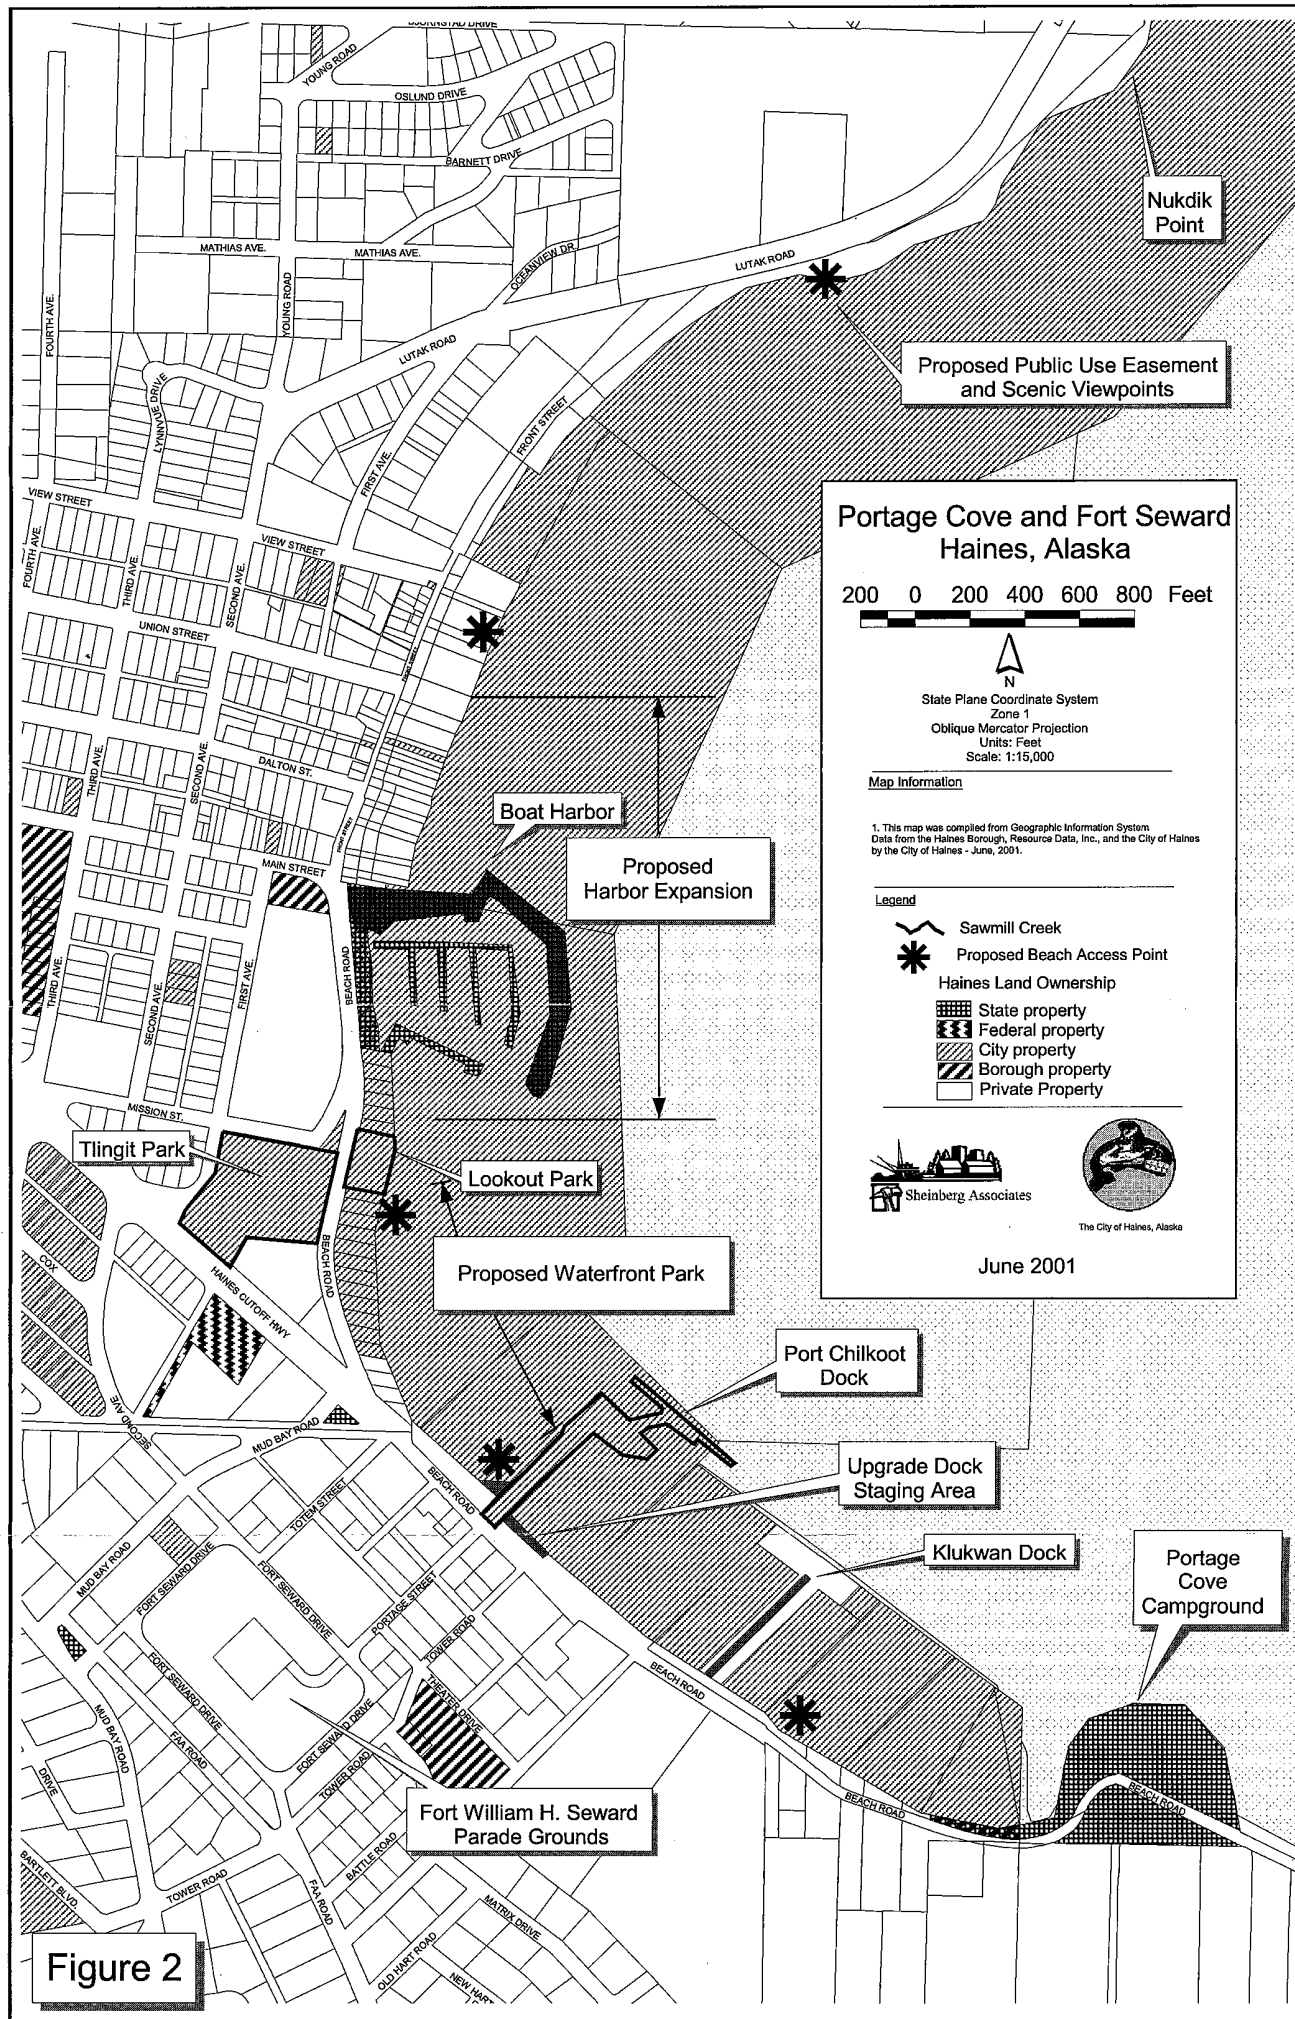 BJORNSTAD DRIVE
YOUNG ROAD
OSLUND DRIVE
BARNETT DRIVE
Nukdik
Point
MATHIAS AVE.
MATHIAS AVE.
OCEANVIEW DR.
LUTAK ROAD
YOUNG ROAD
FOURTH AVE.
LUTAK ROAD
Proposed Public Use Easement
and Scenic Viewpoints
LYNNVUE DRIVE
FRONT STREET
FIRST AVE.
VIEW STREET
VIEW STREET
FOURTH AVE.
THIRD AVE.
SECOND AVE.
UNION STREET
FRONT STREET
DALTON ST.
THIRD AVE.
SECOND AVE.
FRONT STREET
MAIN STREET
Boat Harbor
Proposed
Harbor Expansion
BEACH ROAD
THIRD AVE.
SECOND AVE.
FIRST AVE.
MISSION ST.
Tlingit Park
Lookout Park
BEACH ROAD
COX
HAINES CUTOFF HWY
Proposed Waterfront Park
Port Chilkoot
Dock
SECOND AVE
MUD BAY ROAD
BEACH ROAD
Upgrade Dock
Staging Area
TOTEM STREET
Klukwan Dock
Portage
Cove
Campground
MUD BAY ROAD
FORT SEWARD DRIVE
FORT SEWARD DRIVE
PORTAGE STREET
TOWER ROAD
THEATER DRIVE
BEACH ROAD
FORT SEWARD DRIVE
MUD BAY ROAD
FAA ROAD
FORT SEWARD DRIVE
TOWER ROAD
DRIVE
BEACH ROAD
BEACH ROAD
Fort William H. Seward
Parade Grounds
BATTLE ROAD
BARTLETT BLVD.
TOWER ROAD
FAA ROAD
MATRIX DRIVE
OLD HART ROAD
NEW HART
Figure 2
Portage Cove and Fort Seward
Haines, Alaska
200 0 200 400 600 800 Feet
N
State Plane Coordinate System
Zone 1
Oblique Mercator Projection
Units: Feet
Scale: 1:15,000
Map Information
1. This map was compiled from Geographic Information System
Data from the Haines Borough, Resource Data, Inc., and the City of Haines
by the City of Haines - June, 2001.
Legend
Sawmill Creek
Proposed Beach Access Point
Haines Land Ownership
State property
Federal property
City property
Borough property
Private Property
Sheinberg Associates
The City of Haines, Alaska
June 2001